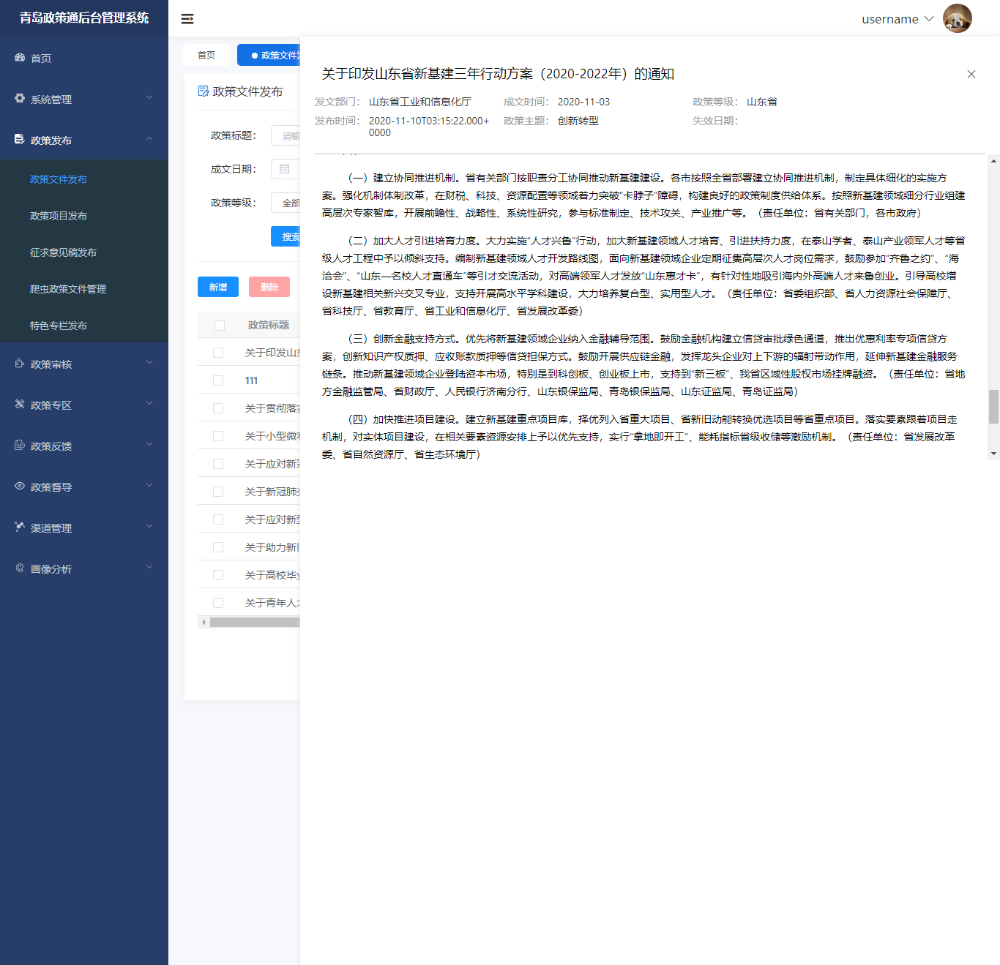 青岛政策通后台管理系统
username
首页
系统管理
政策发布
政策文件发布
政策项目发布
征求意见稿发布
爬虫政策文件管理
特色专栏发布
政策审核
政策专区
政策反馈
政策督导
渠道管理
画像分析
首页
政策文件发
政策文件发布
政策标题：
请输
成文日期：
政策等级：
全部
搜索
新增
删除
政策标题
关于印发山东
111
关于贯彻落实
关于小型微利
关于应对新冠
关于新冠肺炎
关于应对新型
关于助力新旧
关于高校毕业
关于青年人才
关于印发山东省新基建三年行动方案（2020-2022年）的通知
发文部门： 山东省工业和信息化厅 成文时间： 2020-11-03 政策等级： 山东省
发布时间： 2020-11-10T03:15:22.000+ 政策主题： 创新转型 失效日期：
0000
（一）建立协同推进机制。省有关部门按职责分工协同推动新基建建设。各市按照全省部署建立协同推进机制，制定具体细化的实施方
案。强化机制体制改革，在财税、科技、资源配置等领域着力突破“卡脖子”障碍，构建良好的政策制度供给体系。按照新基建领域细分行业组建
高层次专家智库，开展前瞻性、战略性、系统性研究，参与标准制定、技术攻关、产业推广等。（责任单位：省有关部门，各市政府）
（二）加大人才引进培育力度。大力实施“人才兴鲁”行动，加大新基建领域人才培育、引进扶持力度，在泰山学者、泰山产业领军人才等省
级人才工程中予以倾斜支持。编制新基建领域人才开发路线图，面向新基建领域企业定期征集高层次人才岗位需求，鼓励参加“齐鲁之约”、“海
洽会”、“山东—名校人才直通车”等引才交流活动，对高端领军人才发放“山东惠才卡”，有针对性地吸引海内外高端人才来鲁创业。引导高校增
设新基建相关新兴交叉专业，支持开展高水平学科建设，大力培养复合型、实用型人才。（责任单位：省委组织部、省人力资源社会保障厅、
省科技厅、省教育厅、省工业和信息化厅、省发展改革委）
（三）创新金融支持方式。优先将新基建领域企业纳入金融辅导范围。鼓励金融机构建立信贷审批绿色通道，推出优惠利率专项信贷方
案，创新知识产权质押、应收账款质押等信贷担保方式。鼓励开展供应链金融，发挥龙头企业对上下游的辐射带动作用，延伸新基建金融服务
链条。推动新基建领域企业登陆资本市场，特别是到科创板、创业板上市，支持到“新三板”、我省区域性股权市场挂牌融资。（责任单位：省地
方金融监管局、省财政厅、人民银行济南分行、山东银保监局、青岛银保监局、山东证监局、青岛证监局）
（四）加快推进项目建设。建立新基建重点项目库，择优列入省重大项目、省新旧动能转换优选项目等省重点项目。落实要素跟着项目走
机制，对实体项目建设，在相关要素资源安排上予以优先支持，实行“拿地即开工”、能耗指标省级收储等激励机制。（责任单位：省发展改革
委、省自然资源厅、省生态环境厅）